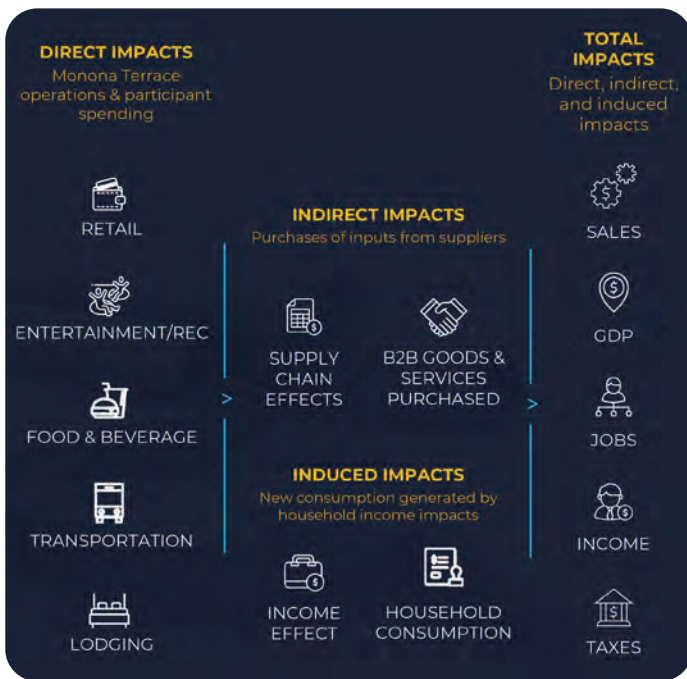 DIRECT IMPACTS
Monona Terrace
operations & participant
spending
RETAIL
ENTERTAINMENT/REC
FOOD & BEVERAGE
TRANSPORTATION
LODGING
INDIRECT IMPACTS
Purchases of inputs from suppliers
SUPPLY
CHAIN
EFFECTS
B2B GOODS &
SERVICES
PURCHASED
INDUCED IMPACTS
New consumption generated by
household income impacts
INCOME
EFFECT
HOUSEHOLD
CONSUMPTION
TOTAL
IMPACTS
Direct, indirect,
and induced
impacts
SALES
GDP
JOBS
INCOME
TAXES